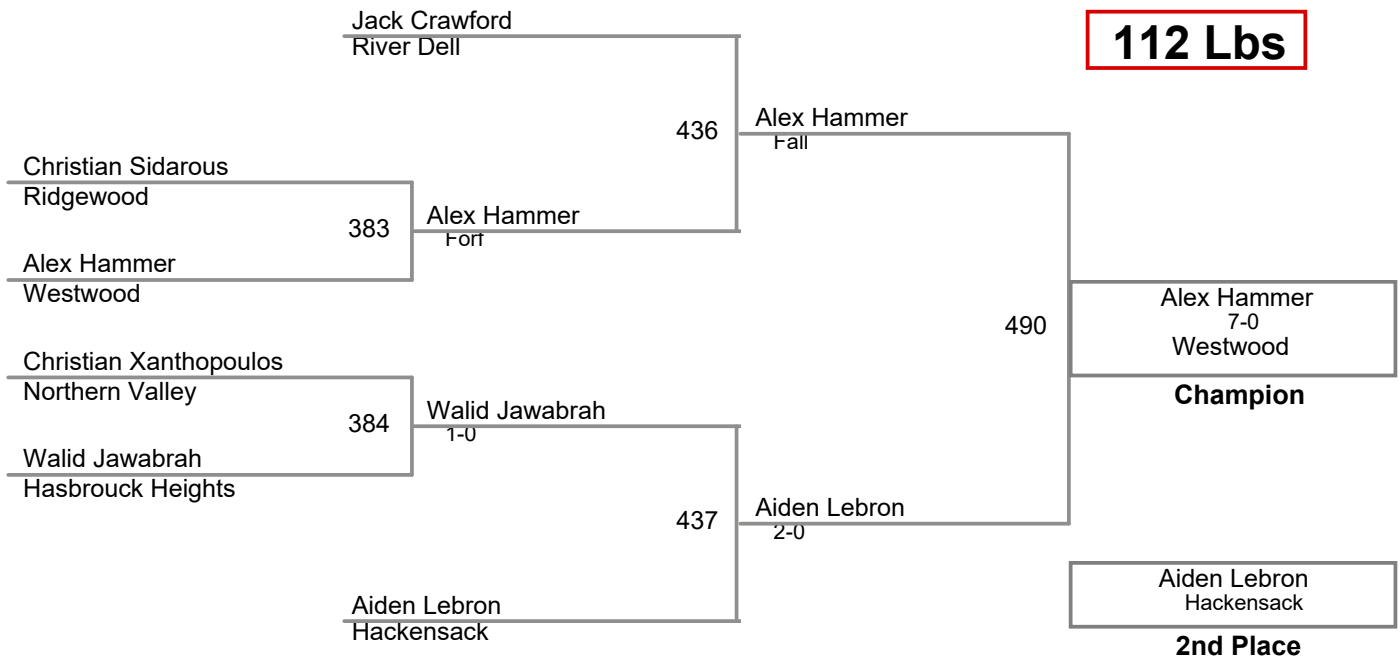 Jack Crawford
River Dell
112 Lbs
436
Alex Hammer
Fall
Christian Sidarous
Ridgewood
383
Alex Hammer
Forf
Alex Hammer
Westwood
490
Alex Hammer
7-0
Westwood
Champion
Christian Xanthopoulos
Northern Valley
384
Walid Jawabrah
1-0
Walid Jawabrah
Hasbrouck Heights
437
Aiden Lebron
2-0
Aiden Lebron
Hackensack
Aiden Lebron
Hackensack
2nd Place